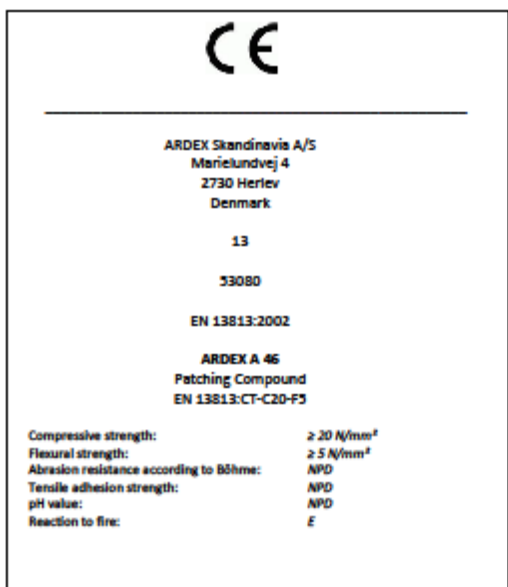 CE
ARDEX Skandinavia A/S
Marielundvej 4
2730 Herlev
Denmark
13
53080
EN 13813:2002
ARDEX A 46
Patching Compound
EN 13813:CT-C20-F5
Compressive strength: ≥ 20 N/mm²
Flexural strength: ≥ 5 N/mm²
Abrasion resistance according to Böhme: NPD
Tensile adhesion strength: NPD
pH value: NPD
Reaction to fire: E